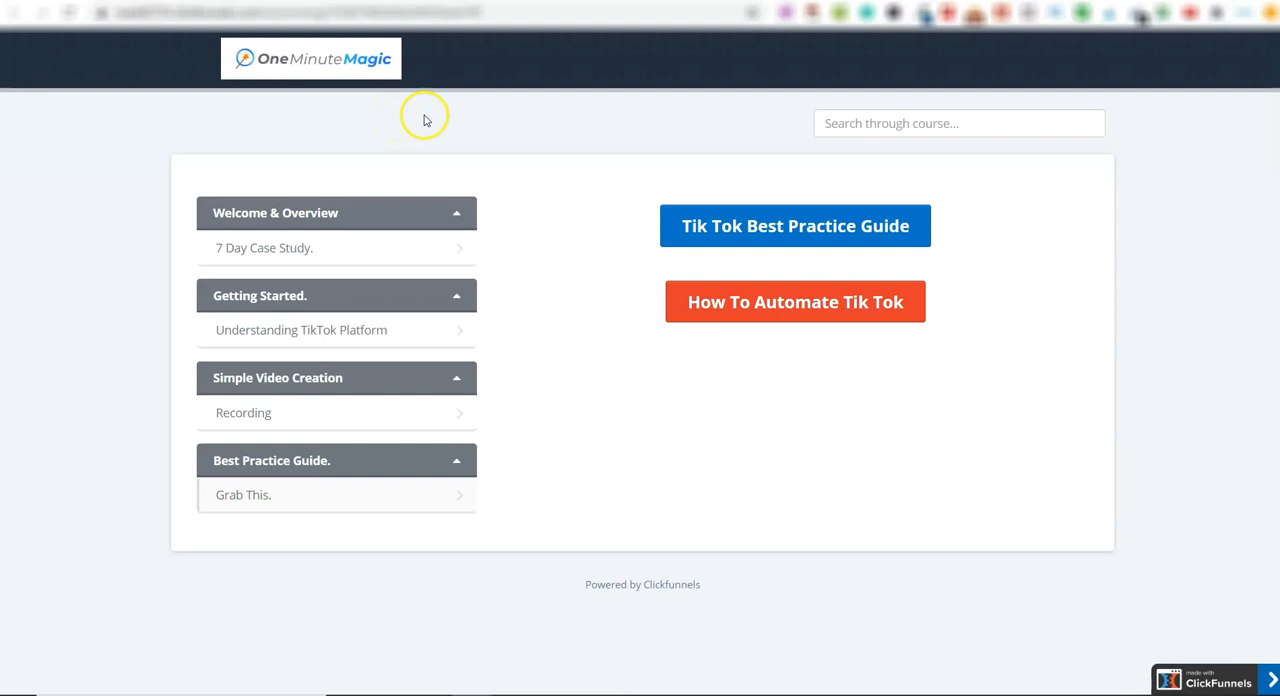 OneMinuteMagic
Search through course...
Welcome & Overview
7 Day Case Study.
Getting Started.
Understanding TikTok Platform
Simple Video Creation
Recording
Best Practice Guide.
Grab This.
Tik Tok Best Practice Guide
How To Automate Tik Tok
Powered by Clickfunnels
made with
ClickFunnels